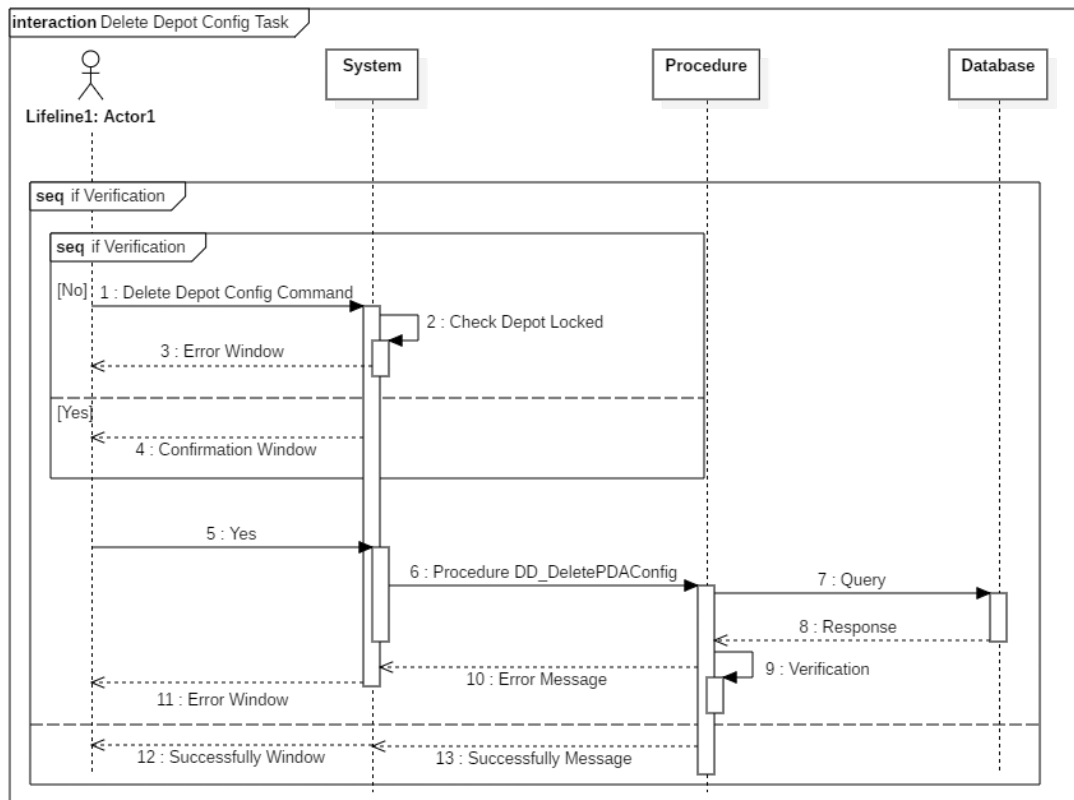 interaction Delete Depot Config Task
System
Procedure
Database
Lifeline1: Actor1
seq if Verification
seq if Verification
[No]
1 : Delete Depot Config Command
2 : Check Depot Locked
3 : Error Window
[Yes]
4 : Confirmation Window
5 : Yes
6 : Procedure DD_DeletePDAConfig
7 : Query
8 : Response
9 : Verification
10 : Error Message
11 : Error Window
12 : Successfully Window
13 : Successfully Message